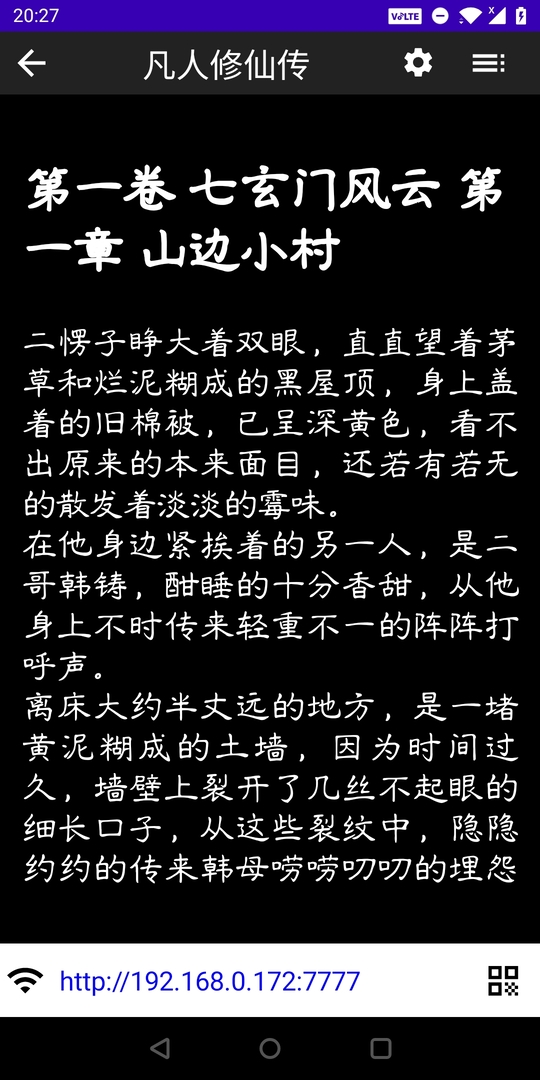 20:27
VoLTE
X
凡人修仙传
第一卷 七玄门风云 第
一章 山边小村
二愣子睁大着双眼，直直望着茅
草和烂泥糊成的黑屋顶，身上盖
着的旧棉被，已呈深黄色，看不
出原来的本来面目，还若有若无
的散发着淡淡的霉味。
在他身边紧挨着的另一人，是二
哥韩铸，酣睡的十分香甜，从他
身上不时传来轻重不一的阵阵打
呼声。
离床大约半丈远的地方，是一堵
黄泥糊成的土墙，因为时间过
久，墙壁上裂开了几丝不起眼的
细长口子，从这些裂纹中，隐隐
约约的传来韩母唠唠叨叨的埋怨
http://192.168.0.172:7777